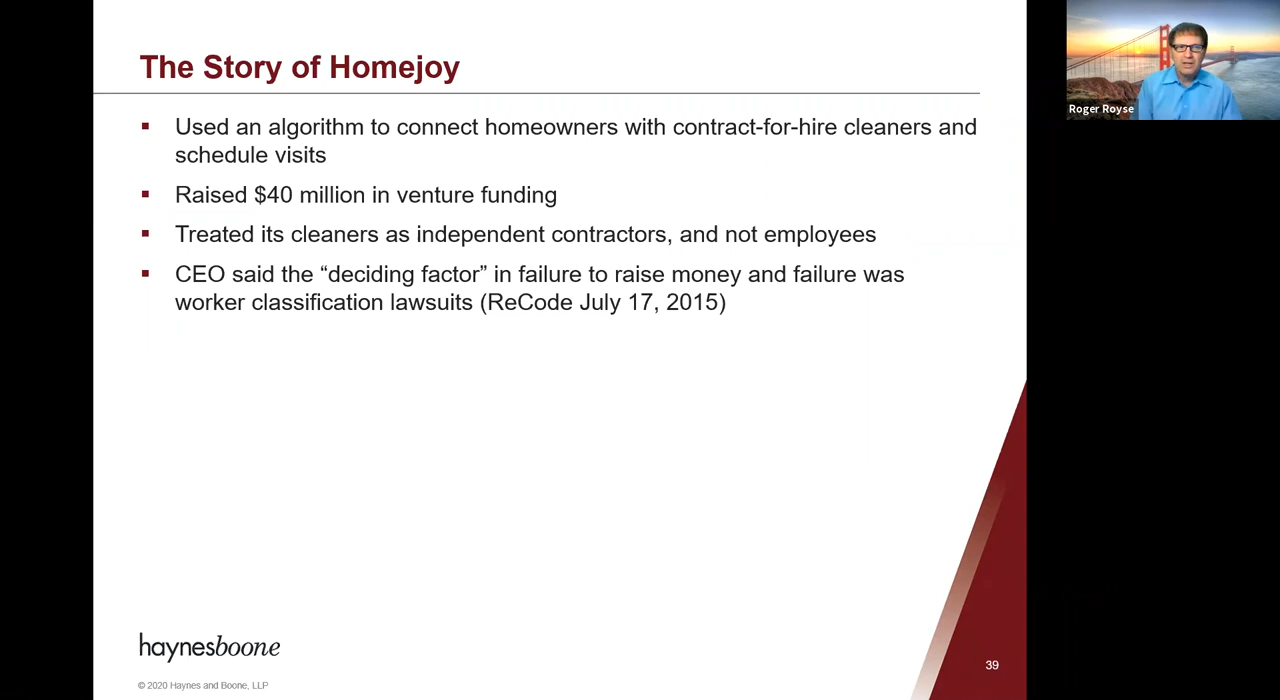 The Story of Homejoy
▪ Used an algorithm to connect homeowners with contract-for-hire cleaners and
schedule visits
▪ Raised $40 million in venture funding
▪ Treated its cleaners as independent contractors, and not employees
▪ CEO said the “deciding factor” in failure to raise money and failure was
worker classification lawsuits (ReCode July 17, 2015)
haynesboone
© 2020 Haynes and Boone, LLP
39
Roger Royse